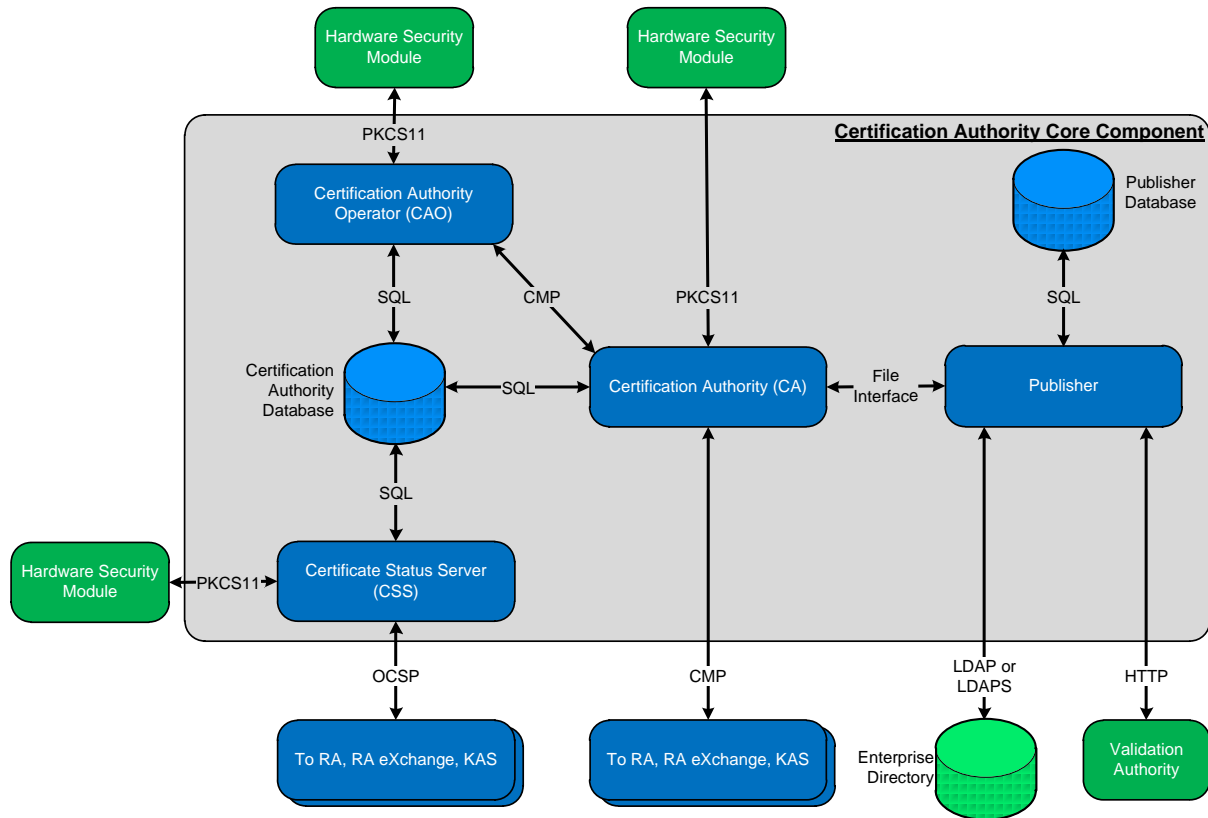 Hardware Security
Module
Hardware Security
Module
PKCS11
Certification Authority Core Component
Certification Authority
Operator (CAO)
Publisher
Database
SQL
CMP
PKCS11
SQL
Certification
Authority
Database
SQL
Certification Authority (CA)
File
Interface
Publisher
SQL
Hardware Security
Module
PKCS11
Certificate Status Server
(CSS)
OCSP
CMP
LDAP or
LDAPS
HTTP
To RA, RA eXchange, KAS
To RA, RA eXchange, KAS
Enterprise
Directory
Validation
Authority